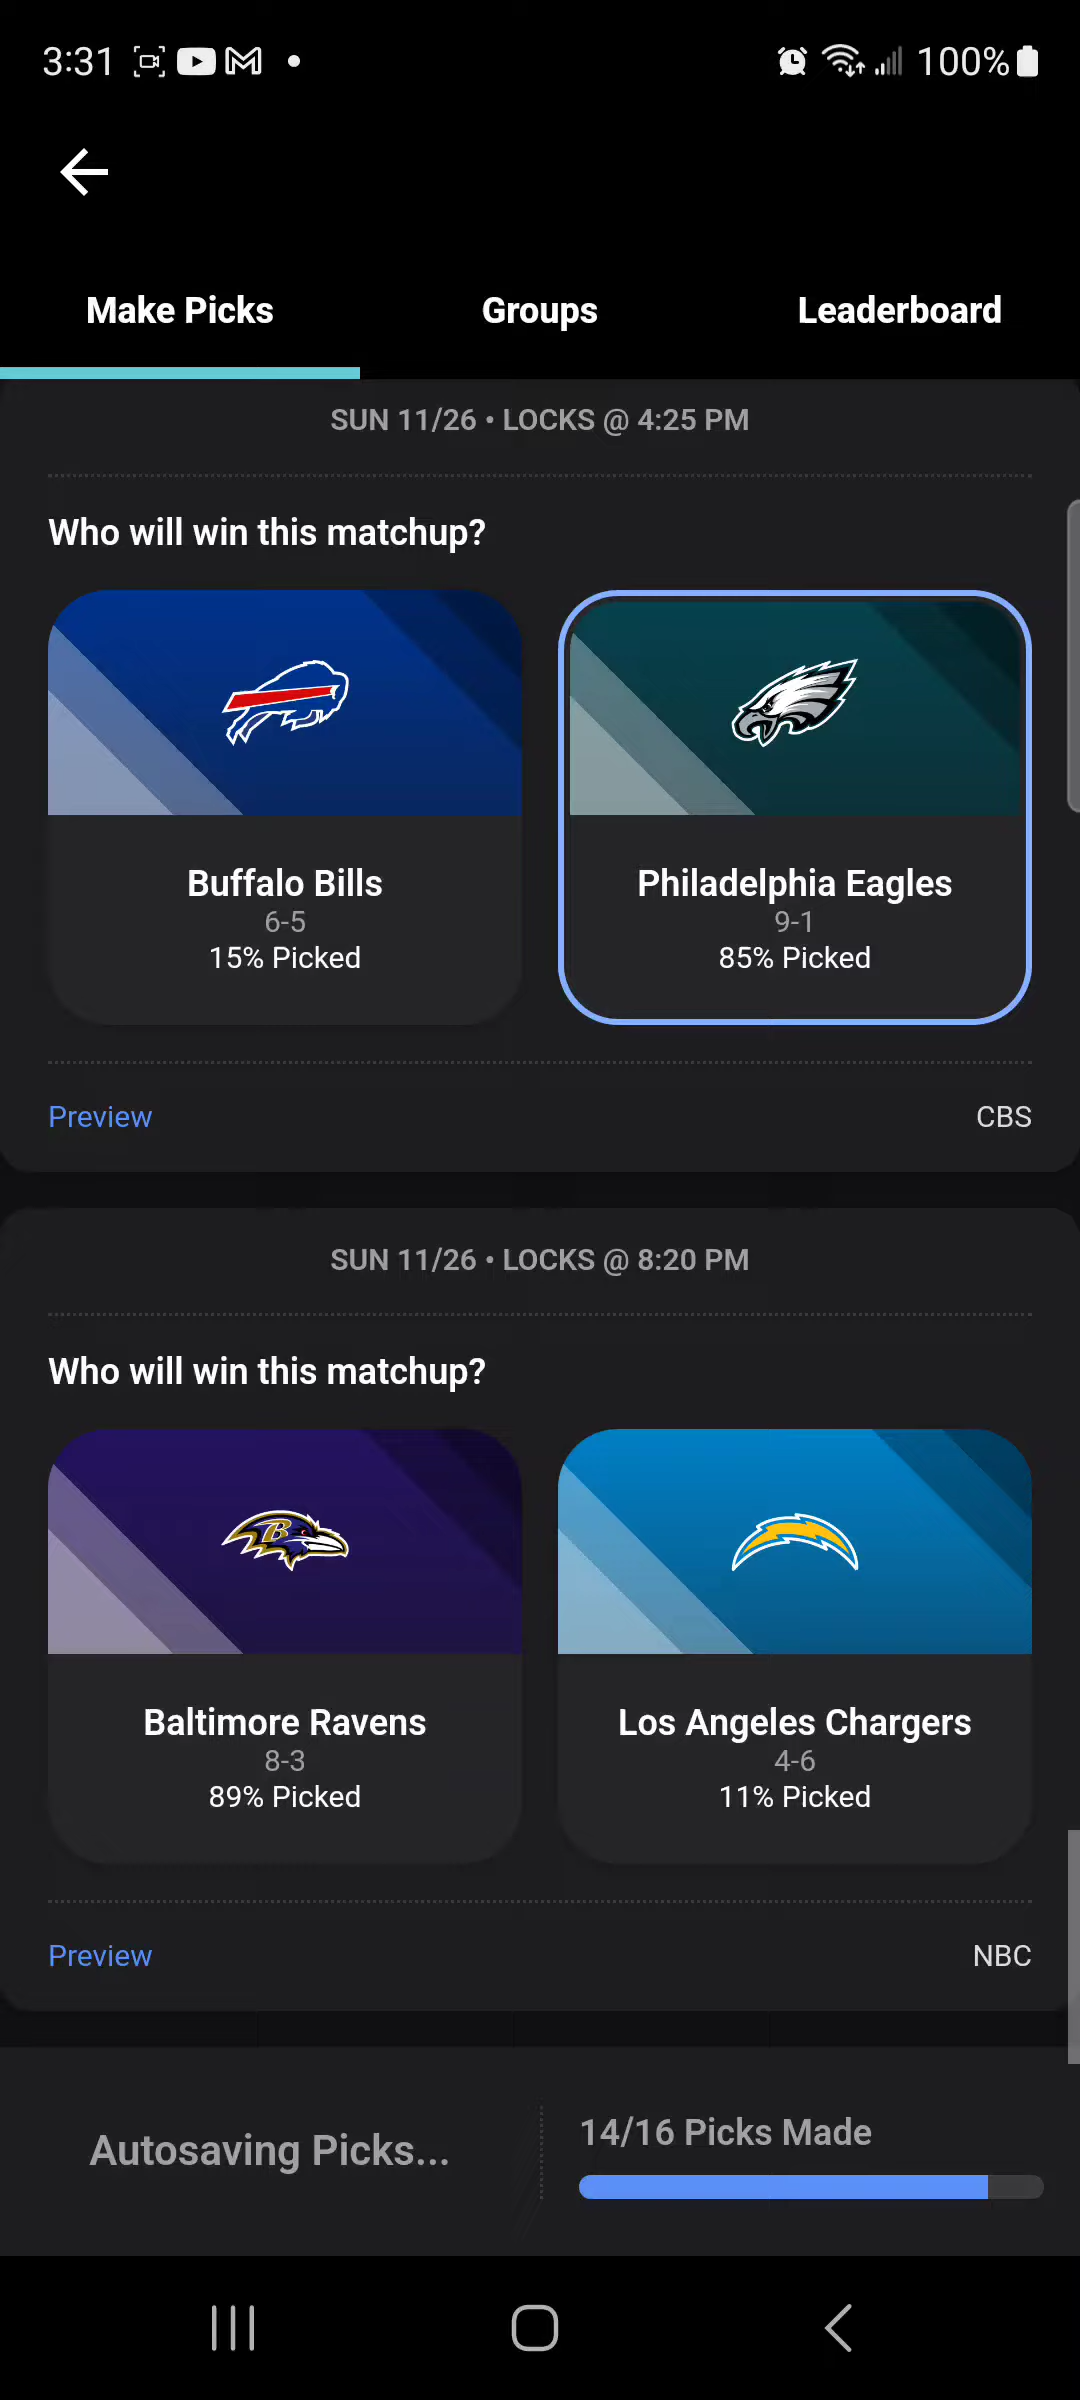 3:31
100%
Make Picks
Groups
Leaderboard
SUN 11/26 • LOCKS @ 4:25 PM
Who will win this matchup?
Buffalo Bills
6-5
15% Picked
Philadelphia Eagles
9-1
85% Picked
Preview
CBS
SUN 11/26 • LOCKS @ 8:20 PM
Who will win this matchup?
B
Baltimore Ravens
8-3
89% Picked
Los Angeles Chargers
4-6
11% Picked
Preview
NBC
Autosaving Picks...
14/16 Picks Made